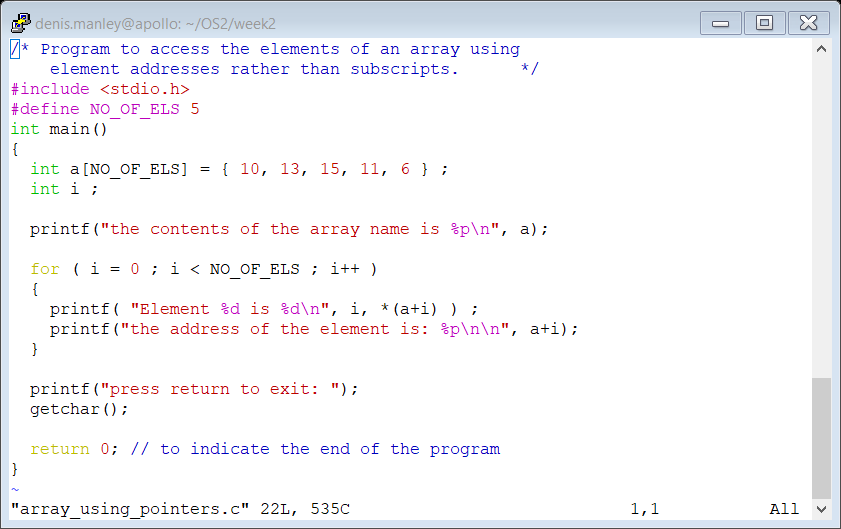 denis.manley@apollo: ~/OS2/week2
/* Program to access the elements of an array using
    element addresses rather than subscripts.      */
#include <stdio.h>
#define NO_OF_ELS 5
int main()
{
  int a[NO_OF_ELS] = { 10, 13, 15, 11, 6 } ;
  int i ;

  printf("the contents of the array name is %p\n", a);

  for ( i = 0 ; i < NO_OF_ELS ; i++ )
  {
    printf( "Element %d is %d\n", i, *(a+i) ) ;
    printf("the address of the element is: %p\n\n", a+i);
  }

  printf("press return to exit: ");
  getchar();

  return 0; // to indicate the end of the program
}
~
"array_using_pointers.c" 22L, 535C                            1,1           All